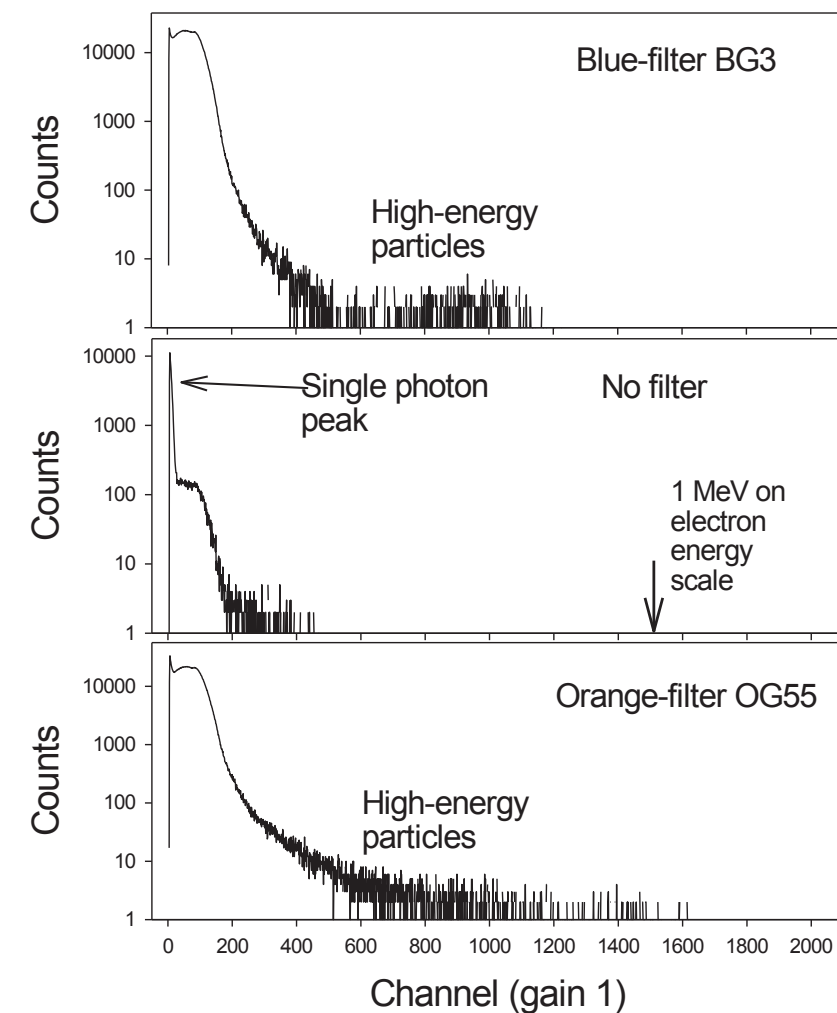 Counts
10000
1000
100
10
1
Blue-filter BG3
High-energy
particles
Counts
10000
1000
100
10
1
Single photon
peak
No filter
1 MeV on
electron
energy
scale
Counts
10000
1000
100
10
1
Orange-filter OG55
High-energy
particles
0 200 400 600 800 1000 1200 1400 1600 1800 2000
Channel (gain 1)